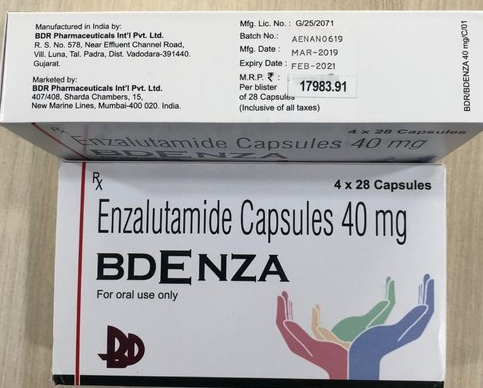 Manufactured in India by:
BDR Pharmaceuticals Int'l Pvt. Ltd.
R. S. No. 578, Near Effluent Channel Road,
Vill. Luna, Tal. Padra, Dist. Vadodara-391440.
Gujarat.
Marketed by:
BDR Pharmaceuticals Int'l Pvt. Ltd.
407/408, Sharda Chambers, 15,
New Marine Lines, Mumbai-400 020. India.
Mfg. Lic. No. : G/25/2071
Batch No.: AENAN0619
Mfg. Date : MAR-2019
Expiry Date : FEB-2021
M.R.P. ₹ :
Per blister 17983.91
of 28 Capsules
(Inclusive of all taxes)
BDR/BDENZA 40 mg/C/01
Rx
4 x 28 Capsules
Enzalutamide Capsules 40 mg
BDENZA
Rx
4 x 28 Capsules
Enzalutamide Capsules 40 mg
BDENZA
For oral use only
BD